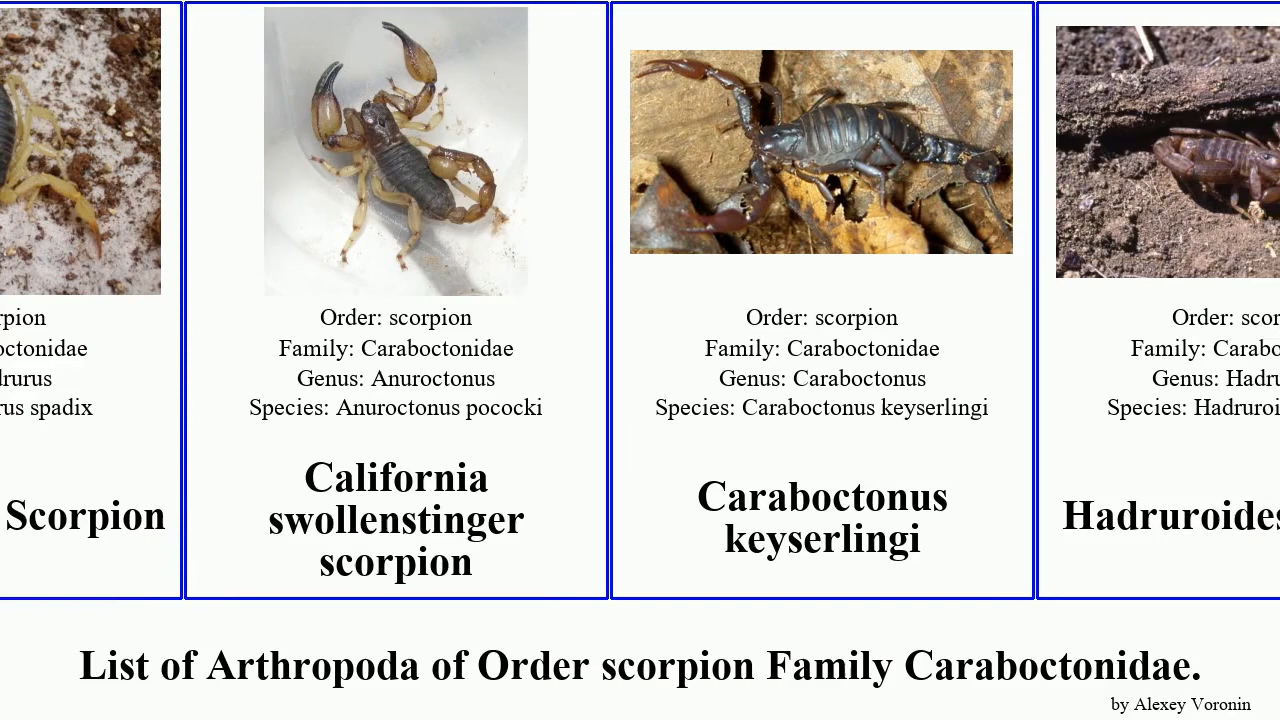 rpion
octonidae
drurus
rus spadix
Scorpion
Order: scorpion
Family: Caraboctonidae
Genus: Anuroctonus
Species: Anuroctonus pococki
California
swollenstinger
scorpion
Order: scorpion
Family: Caraboctonidae
Genus: Caraboctonus
Species: Caraboctonus keyserlingi
Caraboctonus
keyserlingi
Order: scor
Family: Carabo
Genus: Hadru
Species: Hadruroi
Hadruroides
List of Arthropoda of Order scorpion Family Caraboctonidae.
by Alexey Voronin